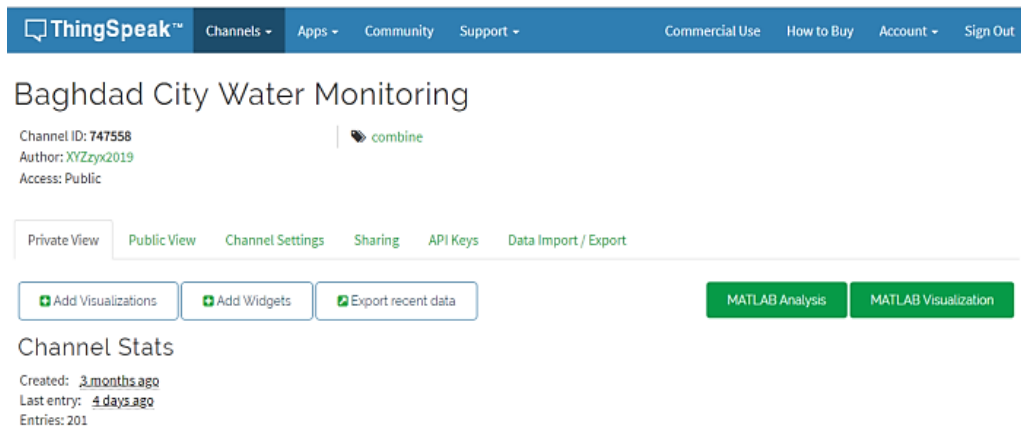 ThingSpeak™ Channels Apps Community Support Commercial Use How to Buy Account Sign Out
Baghdad City Water Monitoring
Channel ID: 747558
combine
Author: XYZzyx2019
Access: Public
Private View Public View Channel Settings Sharing API Keys Data Import / Export
Add Visualizations Add Widgets Export recent data MATLAB Analysis MATLAB Visualization
Channel Stats
Created: 3 months ago
Last entry: 4 days ago
Entries: 201